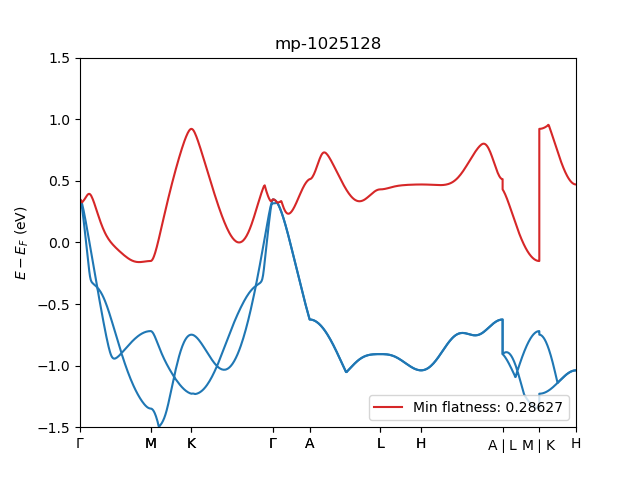 mp-1025128
E − E_F (eV)
1.5
1.0
0.5
0.0
−0.5
−1.0
−1.5
Min flatness: 0.28627
Γ M K Γ A L H A | L M | K H